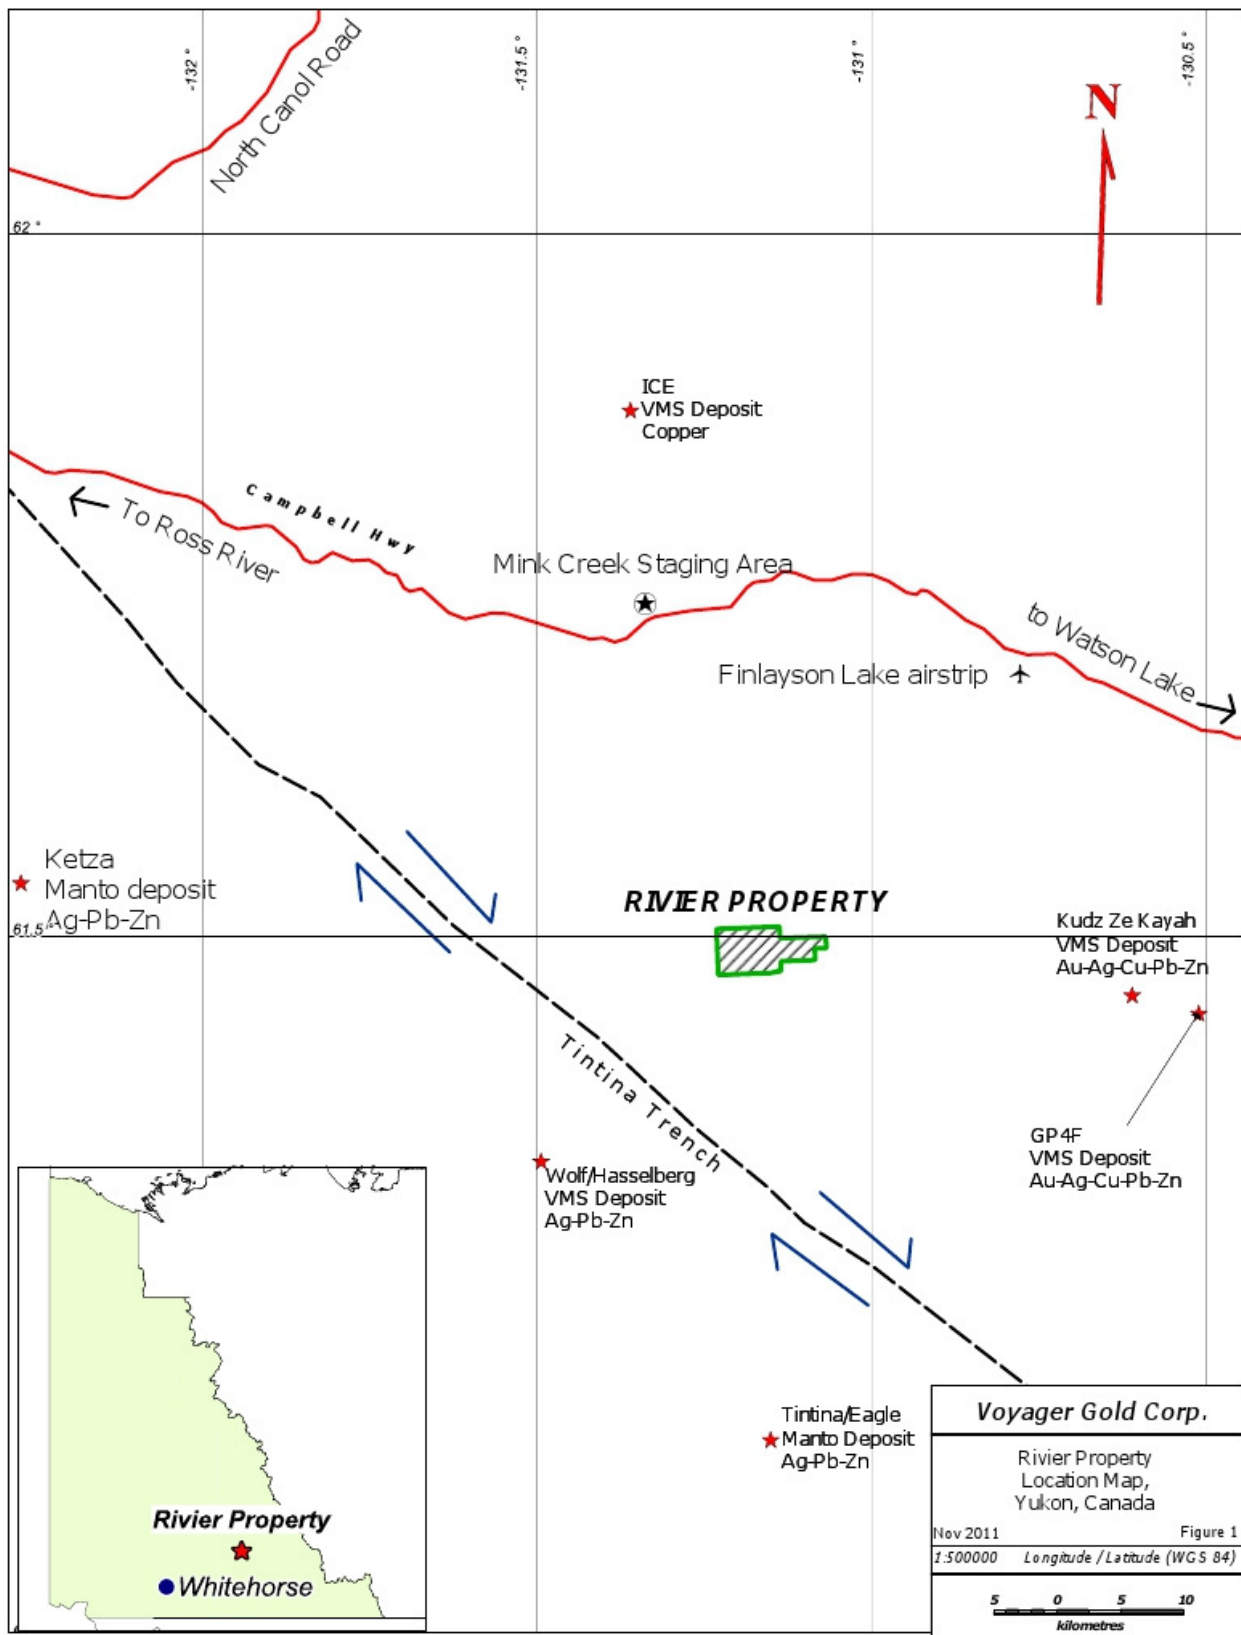 -132 °
-131.5 °
-131 °
-130.5 °
North Canol Road
N
62 °
ICE
VMS Deposit
Copper
Campbell Hwy
To Ross River
Mink Creek Staging Area
to Watson Lake
Finlayson Lake airstrip
Ketza
Manto deposit
Ag-Pb-Zn
61.5 °
RIVIER PROPERTY
Kudz Ze Kayah
VMS Deposit
Au-Ag-Cu-Pb-Zn
Tintina Trench
GP4F
VMS Deposit
Au-Ag-Cu-Pb-Zn
Wolf/Hasselberg
VMS Deposit
Ag-Pb-Zn
Tintina/Eagle
Manto Deposit
Ag-Pb-Zn
Rivier Property
Whitehorse
Voyager Gold Corp.
Rivier Property
Location Map,
Yukon, Canada
Nov 2011 Figure 1
1:500000 Longitude / Latitude (WGS 84)
5 0 5 10
kilometres